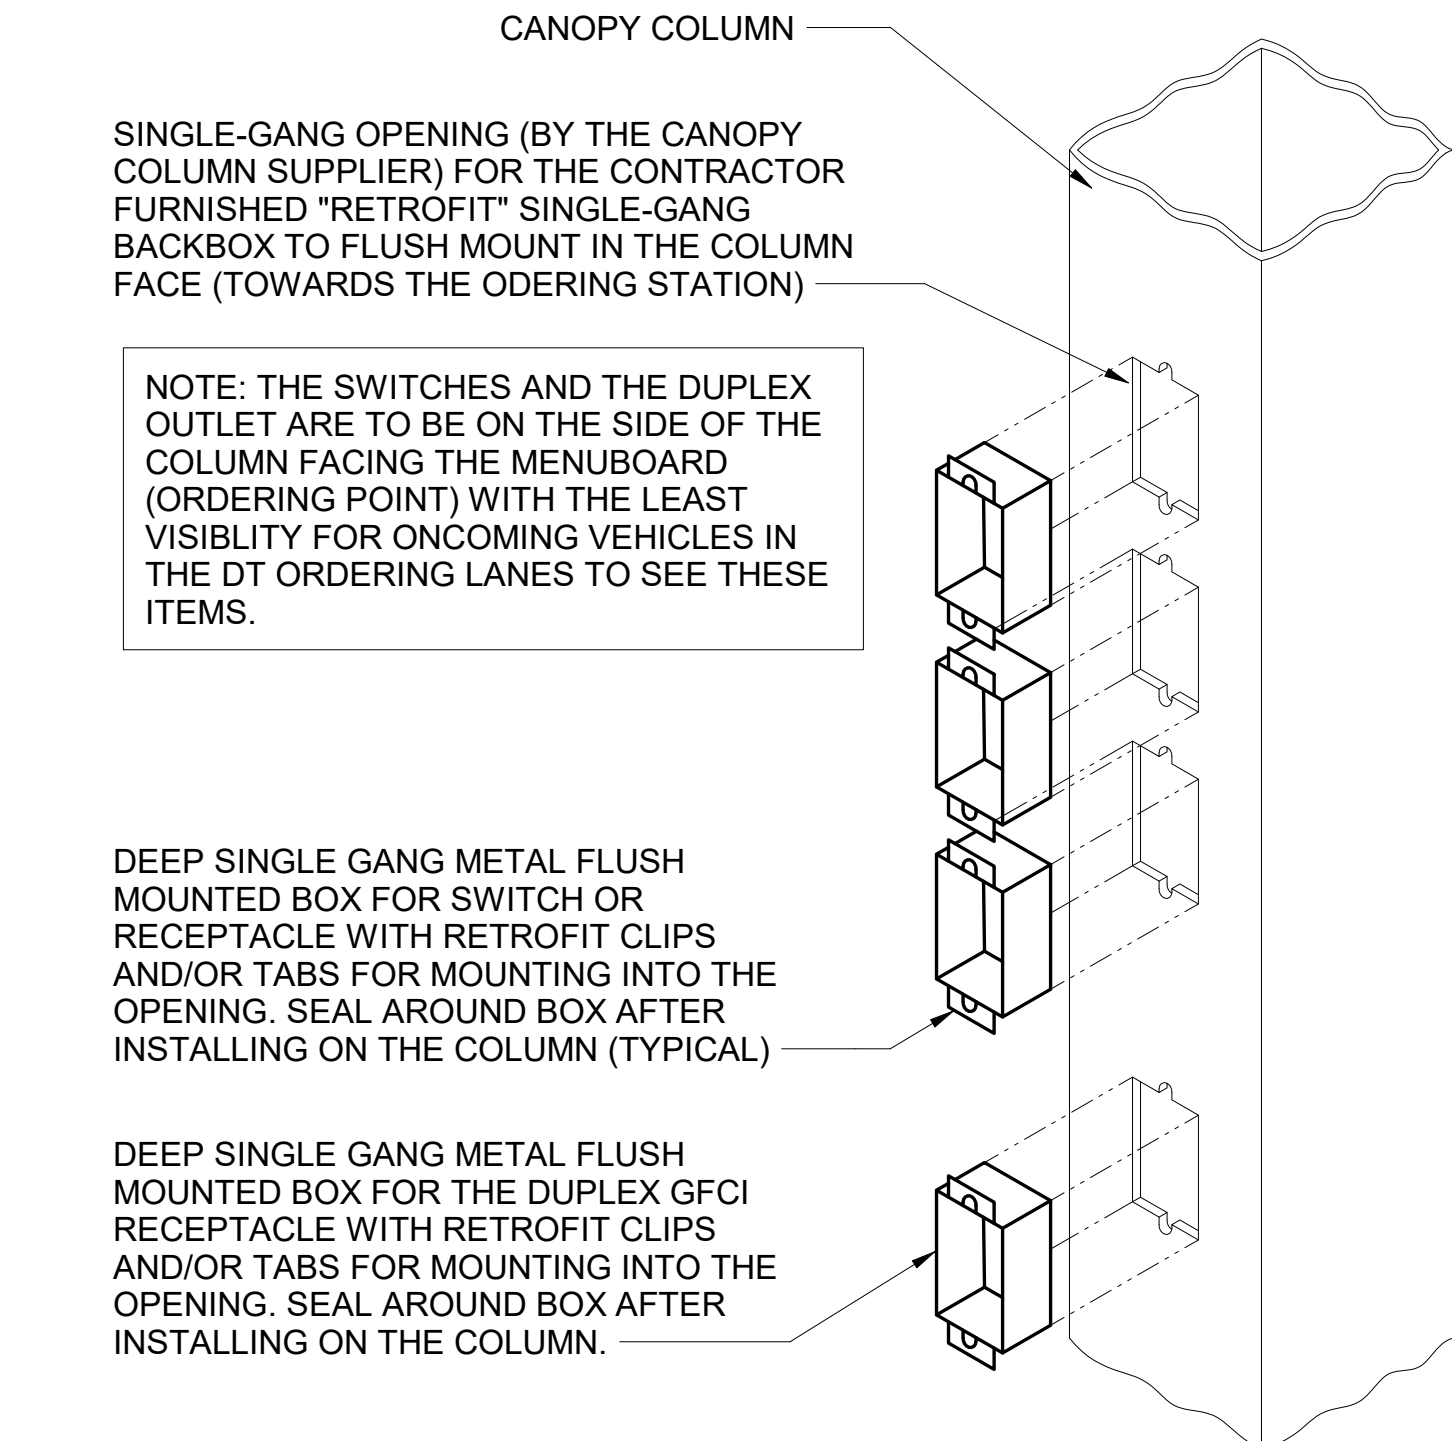 CANOPY COLUMN
SINGLE-GANG OPENING (BY THE CANOPY
COLUMN SUPPLIER) FOR THE CONTRACTOR
FURNISHED "RETROFIT" SINGLE-GANG
BACKBOX TO FLUSH MOUNT IN THE COLUMN
FACE (TOWARDS THE ODERING STATION)
NOTE: THE SWITCHES AND THE DUPLEX
OUTLET ARE TO BE ON THE SIDE OF THE
COLUMN FACING THE MENUBOARD
(ORDERING POINT) WITH THE LEAST
VISIBLITY FOR ONCOMING VEHICLES IN
THE DT ORDERING LANES TO SEE THESE
ITEMS.
DEEP SINGLE GANG METAL FLUSH
MOUNTED BOX FOR SWITCH OR
RECEPTACLE WITH RETROFIT CLIPS
AND/OR TABS FOR MOUNTING INTO THE
OPENING. SEAL AROUND BOX AFTER
INSTALLING ON THE COLUMN (TYPICAL)
DEEP SINGLE GANG METAL FLUSH
MOUNTED BOX FOR THE DUPLEX GFCI
RECEPTACLE WITH RETROFIT CLIPS
AND/OR TABS FOR MOUNTING INTO THE
OPENING. SEAL AROUND BOX AFTER
INSTALLING ON THE COLUMN.